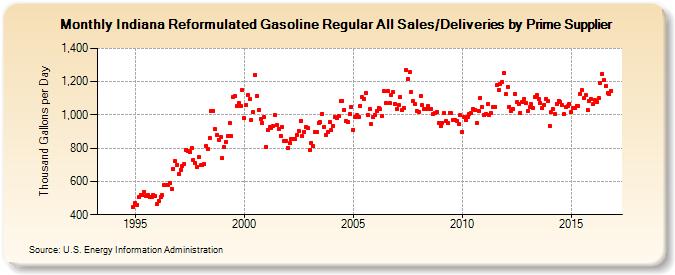 Monthly Indiana Reformulated Gasoline Regular All Sales/Deliveries by Prime Supplier
Thousand Gallons per Day
1,400
1,200
1,000
800
600
400
1995 2000 2005 2010 2015
Source: U.S. Energy Information Administration